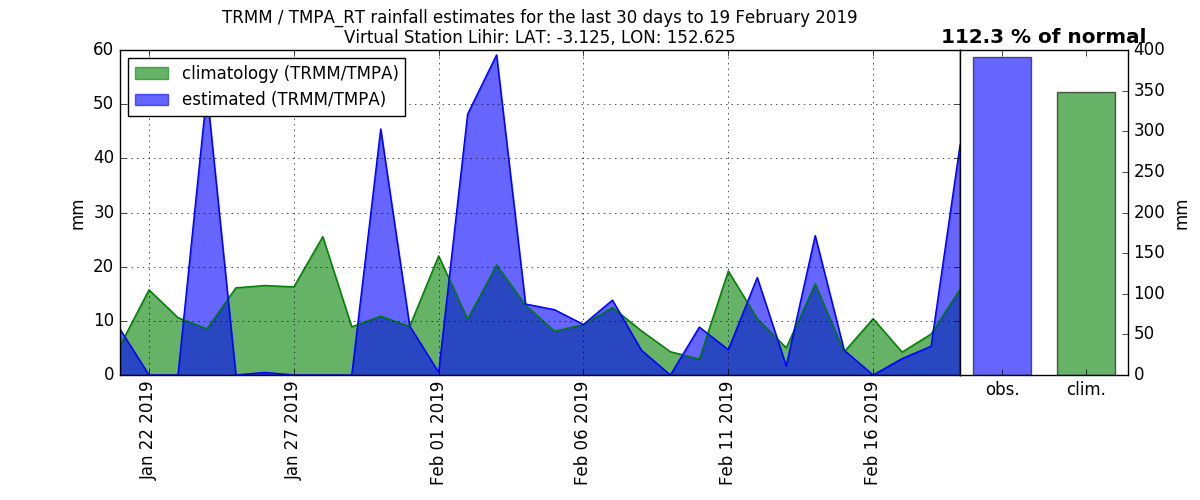 TRMM / TMPA_RT rainfall estimates for the last 30 days to 19 February 2019
Virtual Station Lihir: LAT: -3.125, LON: 152.625
112.3 % of normal
climatology (TRMM/TMPA)
estimated (TRMM/TMPA)
60
50
40
30
20
10
0
mm
400
350
300
250
200
150
100
50
0
mm
Jan 22 2019
Jan 27 2019
Feb 01 2019
Feb 06 2019
Feb 11 2019
Feb 16 2019
obs.
clim.